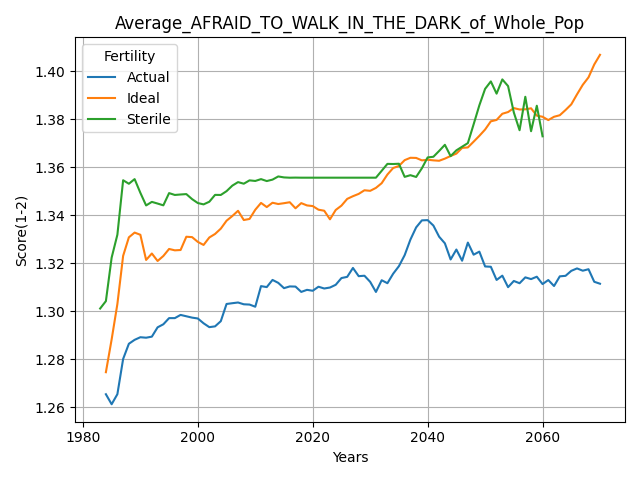 Average_AFRAID_TO_WALK_IN_THE_DARK_of_Whole_Pop
Fertility
Actual
Ideal
Sterile
Score(1-2)
1.40
1.38
1.36
1.34
1.32
1.30
1.28
1.26
1980
2000
2020
2040
2060
Years